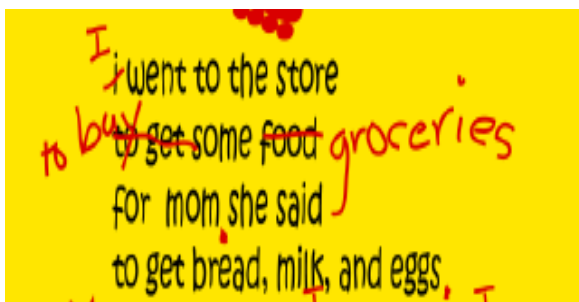 I
i went to the store
to buy
to get some food groceries
for mom. she said
to get bread, milk, and eggs.
I I